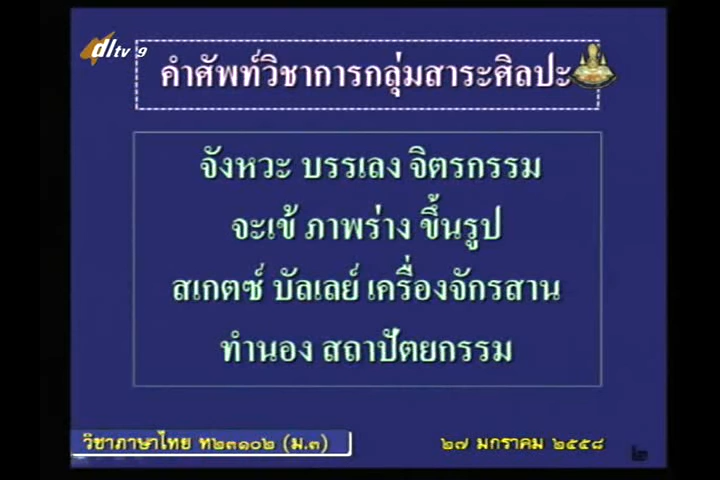 dltv 9
คำศัพท์วิชาการกลุ่มสาระศิลปะ
จังหวะ บรรเลง จิตรกรรม
จะเข้ ภาพร่าง ขึ้นรูป
สเกตซ์ บัลเลย์ เครื่องจักรสาน
ทำนอง สถาปัตยกรรม
วิชาภาษาไทย ท๒๓๑๐๒ (ม.๓)
๒๗ มกราคม ๒๕๕๘
๒